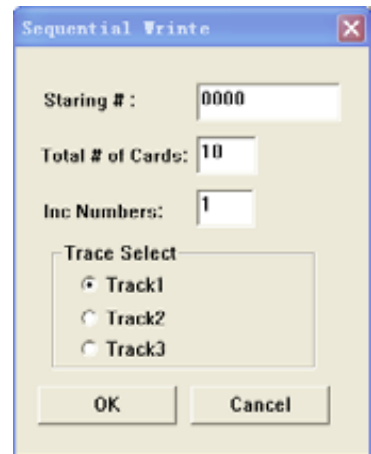 Sequential Wrinte
Staring # : 0000
Total # of Cards: 10
Inc Numbers: 1
Trace Select
Track1
Track2
Track3
OK Cancel